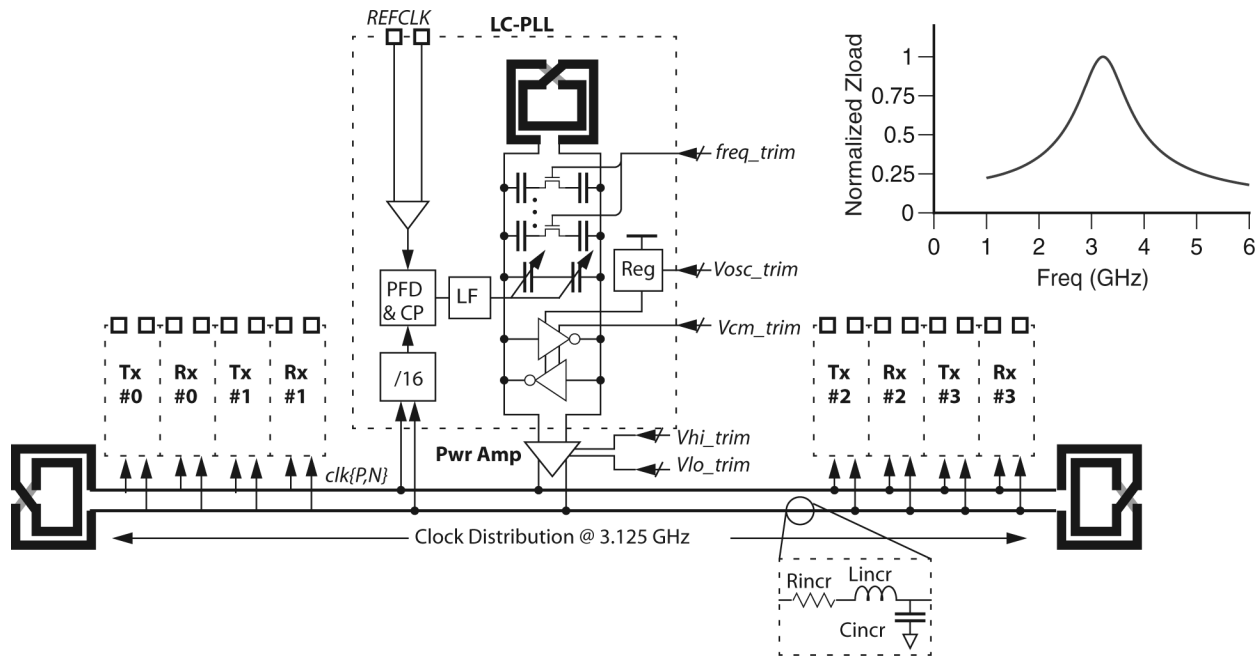 REFCLK
LC-PLL
freq_trim
Reg
Vosc_trim
PFD
& CP
LF
Vcm_trim
/16
Vhi_trim
Pwr Amp
Vlo_trim
Tx
#0
Rx
#0
Tx
#1
Rx
#1
Tx
#2
Rx
#2
Tx
#3
Rx
#3
clk{P,N}
Clock Distribution @ 3.125 GHz
Rincr
Lincr
Cincr
Normalized Zload
1
0.75
0.5
0.25
0
0 1 2 3 4 5 6
Freq (GHz)